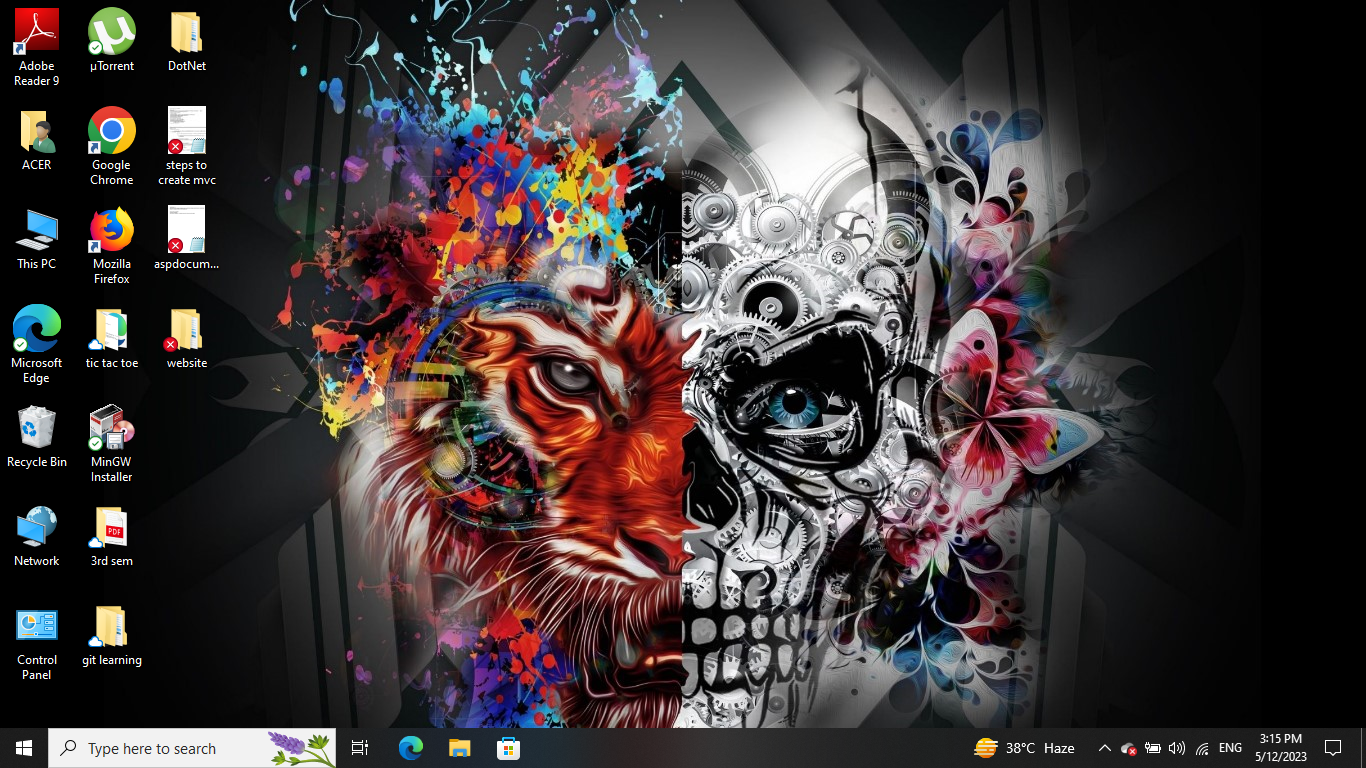 Adobe
Reader 9
µTorrent
DotNet
ACER
Google
Chrome
steps to
create mvc
This PC
Mozilla
Firefox
aspdocum...
Microsoft
Edge
tic tac toe
website
Recycle Bin
MinGW
Installer
Network
PDF
3rd sem
Control
Panel
git learning
Type here to search
38°C Haze
ENG
3:15 PM
5/12/2023